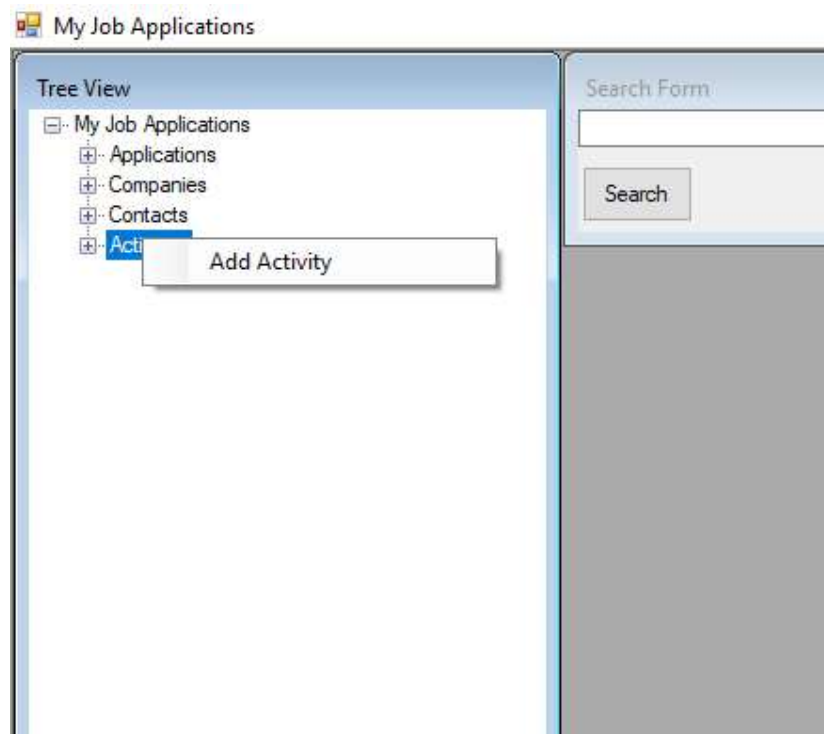 My Job Applications
Tree View
My Job Applications
Applications
Companies
Contacts
Add Activity
Search Form
Search